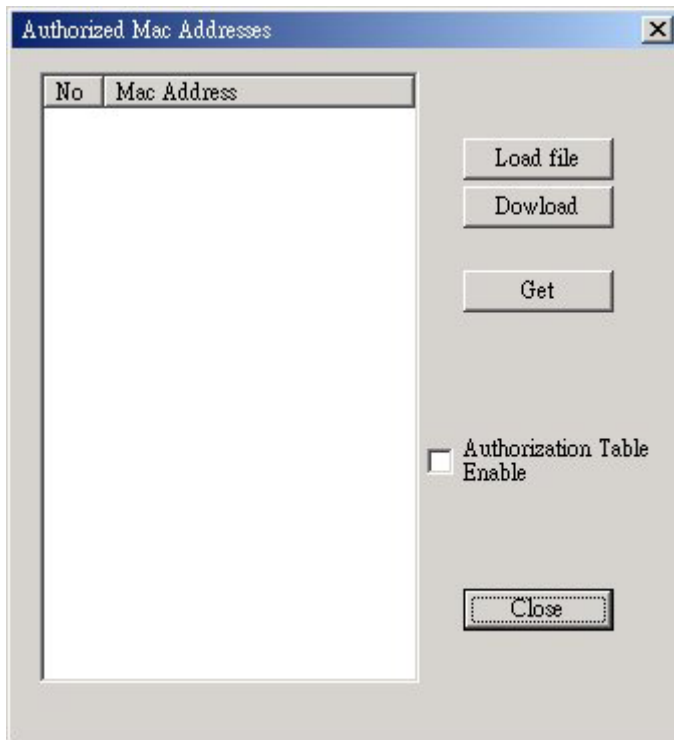 Authorized Mac Addresses
No Mac Address
Load file
Dowload
Get
Authorization Table
Enable
Close